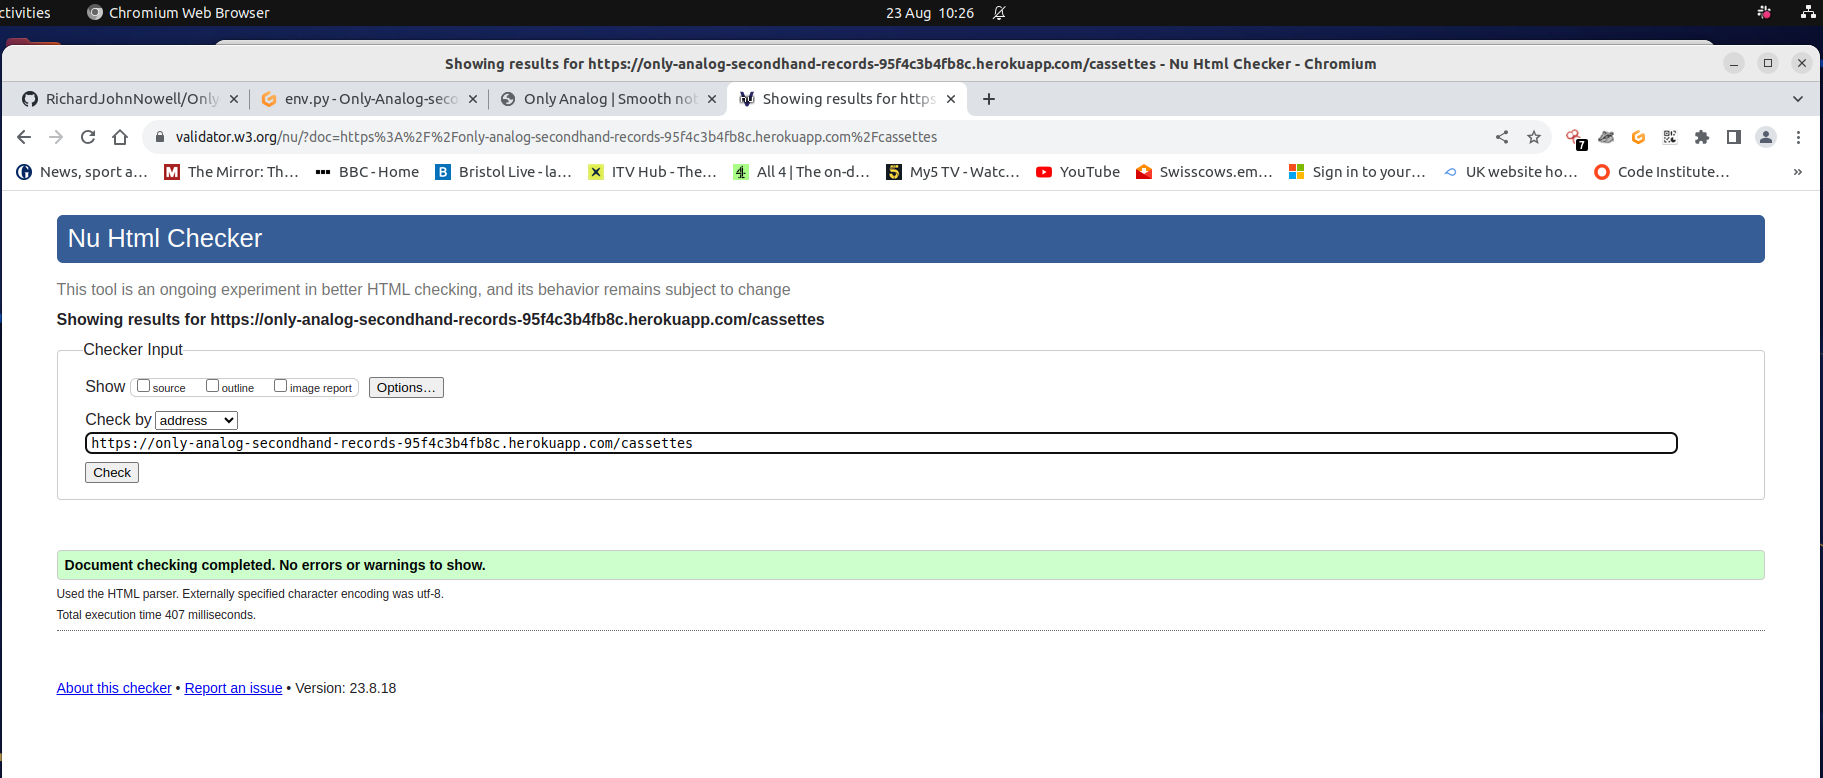 ctivities Chromium Web Browser 23 Aug 10:26
Showing results for https://only-analog-secondhand-records-95f4c3b4fb8c.herokuapp.com/cassettes - Nu Html Checker - Chromium
RichardJohnNowell/Only env.py - Only-Analog-seco Only Analog | Smooth not Showing results for https
validator.w3.org/nu/?doc=https%3A%2F%2Fonly-analog-secondhand-records-95f4c3b4fb8c.herokuapp.com%2Fcassettes 7
News, sport a… The Mirror: Th… BBC - Home Bristol Live - la… ITV Hub - The… All 4 | The on-d… My5 TV - Watc… YouTube Swisscows.em… Sign in to your… UK website ho… Code Institute… »
Nu Html Checker
This tool is an ongoing experiment in better HTML checking, and its behavior remains subject to change
Showing results for https://only-analog-secondhand-records-95f4c3b4fb8c.herokuapp.com/cassettes
Checker Input
Show source outline image report Options…
Check by address
https://only-analog-secondhand-records-95f4c3b4fb8c.herokuapp.com/cassettes
Check
Document checking completed. No errors or warnings to show.
Used the HTML parser. Externally specified character encoding was utf-8.
Total execution time 407 milliseconds.
About this checker • Report an issue • Version: 23.8.18